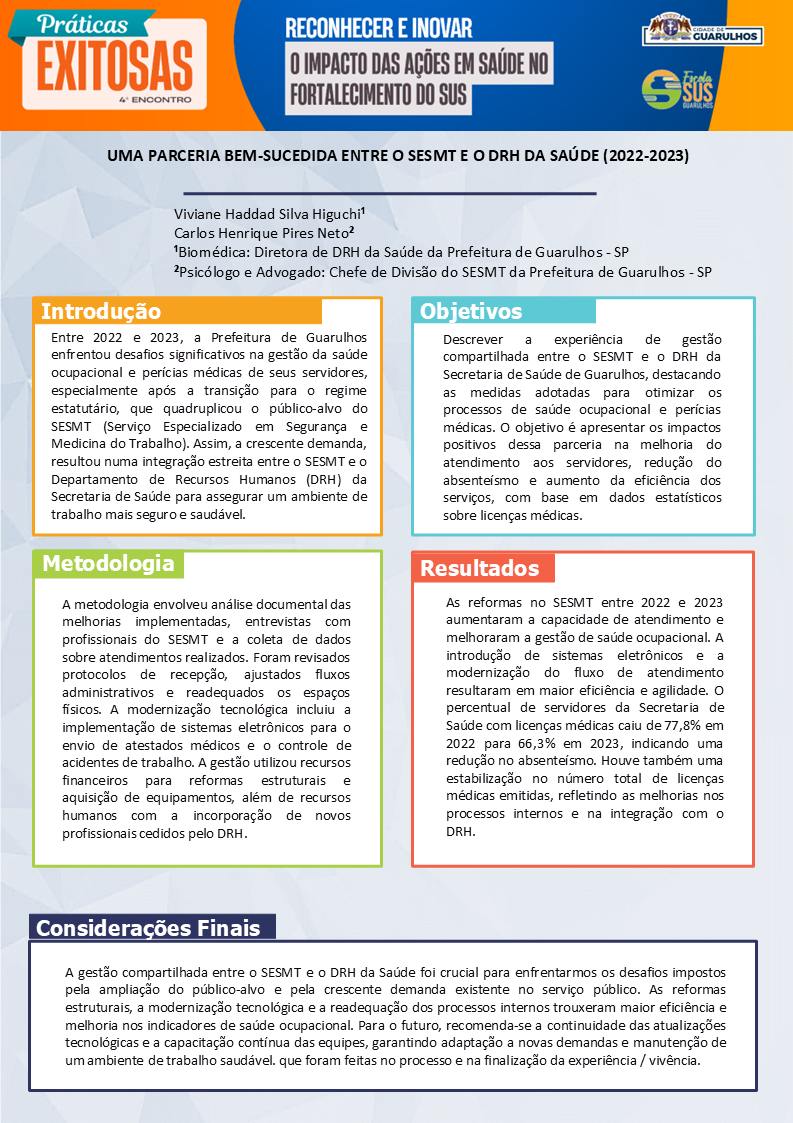 Práticas
EXITOSAS
4º ENCONTRO
RECONHECER E INOVAR
O IMPACTO DAS AÇÕES EM SAÚDE NO
FORTALECIMENTO DO SUS
CIDADE DE
GUARULHOS
Escola
SUS
GUARULHOS
UMA PARCERIA BEM-SUCEDIDA ENTRE O SESMT E O DRH DA SAÚDE (2022-2023)
Viviane Haddad Silva Higuchi¹
Carlos Henrique Pires Neto²
¹Biomédica: Diretora de DRH da Saúde da Prefeitura de Guarulhos - SP
²Psicólogo e Advogado: Chefe de Divisão do SESMT da Prefeitura de Guarulhos - SP
Introdução
Entre 2022 e 2023, a Prefeitura de Guarulhos
enfrentou desafios significativos na gestão da saúde
ocupacional e perícias médicas de seus servidores,
especialmente após a transição para o regime
estatutário, que quadruplicou o público-alvo do
SESMT (Serviço Especializado em Segurança e
Medicina do Trabalho). Assim, a crescente demanda,
resultou numa integração estreita entre o SESMT e o
Departamento de Recursos Humanos (DRH) da
Secretaria de Saúde para assegurar um ambiente de
trabalho mais seguro e saudável.
Objetivos
Descrever a experiência de gestão
compartilhada entre o SESMT e o DRH da
Secretaria de Saúde de Guarulhos, destacando
as medidas adotadas para otimizar os
processos de saúde ocupacional e perícias
médicas. O objetivo é apresentar os impactos
positivos dessa parceria na melhoria do
atendimento aos servidores, redução do
absenteísmo e aumento da eficiência dos
serviços, com base em dados estatísticos
sobre licenças médicas.
Metodologia
A metodologia envolveu análise documental das
melhorias implementadas, entrevistas com
profissionais do SESMT e a coleta de dados
sobre atendimentos realizados. Foram revisados
protocolos de recepção, ajustados fluxos
administrativos e readequados os espaços
físicos. A modernização tecnológica incluiu a
implementação de sistemas eletrônicos para o
envio de atestados médicos e o controle de
acidentes de trabalho. A gestão utilizou recursos
financeiros para reformas estruturais e
aquisição de equipamentos, além de recursos
humanos com a incorporação de novos
profissionais cedidos pelo DRH.
Resultados
As reformas no SESMT entre 2022 e 2023
aumentaram a capacidade de atendimento e
melhoraram a gestão de saúde ocupacional. A
introdução de sistemas eletrônicos e a
modernização do fluxo de atendimento
resultaram em maior eficiência e agilidade. O
percentual de servidores da Secretaria de
Saúde com licenças médicas caiu de 77,8% em
2022 para 66,3% em 2023, indicando uma
redução no absenteísmo. Houve também uma
estabilização no número total de licenças
médicas emitidas, refletindo as melhorias nos
processos internos e na integração com o
DRH.
Considerações Finais
A gestão compartilhada entre o SESMT e o DRH da Saúde foi crucial para enfrentarmos os desafios impostos
pela ampliação do público-alvo e pela crescente demanda existente no serviço público. As reformas
estruturais, a modernização tecnológica e a readequação dos processos internos trouxeram maior eficiência e
melhoria nos indicadores de saúde ocupacional. Para o futuro, recomenda-se a continuidade das atualizações
tecnológicas e a capacitação contínua das equipes, garantindo adaptação a novas demandas e manutenção de
um ambiente de trabalho saudável. que foram feitas no processo e na finalização da experiência / vivência.